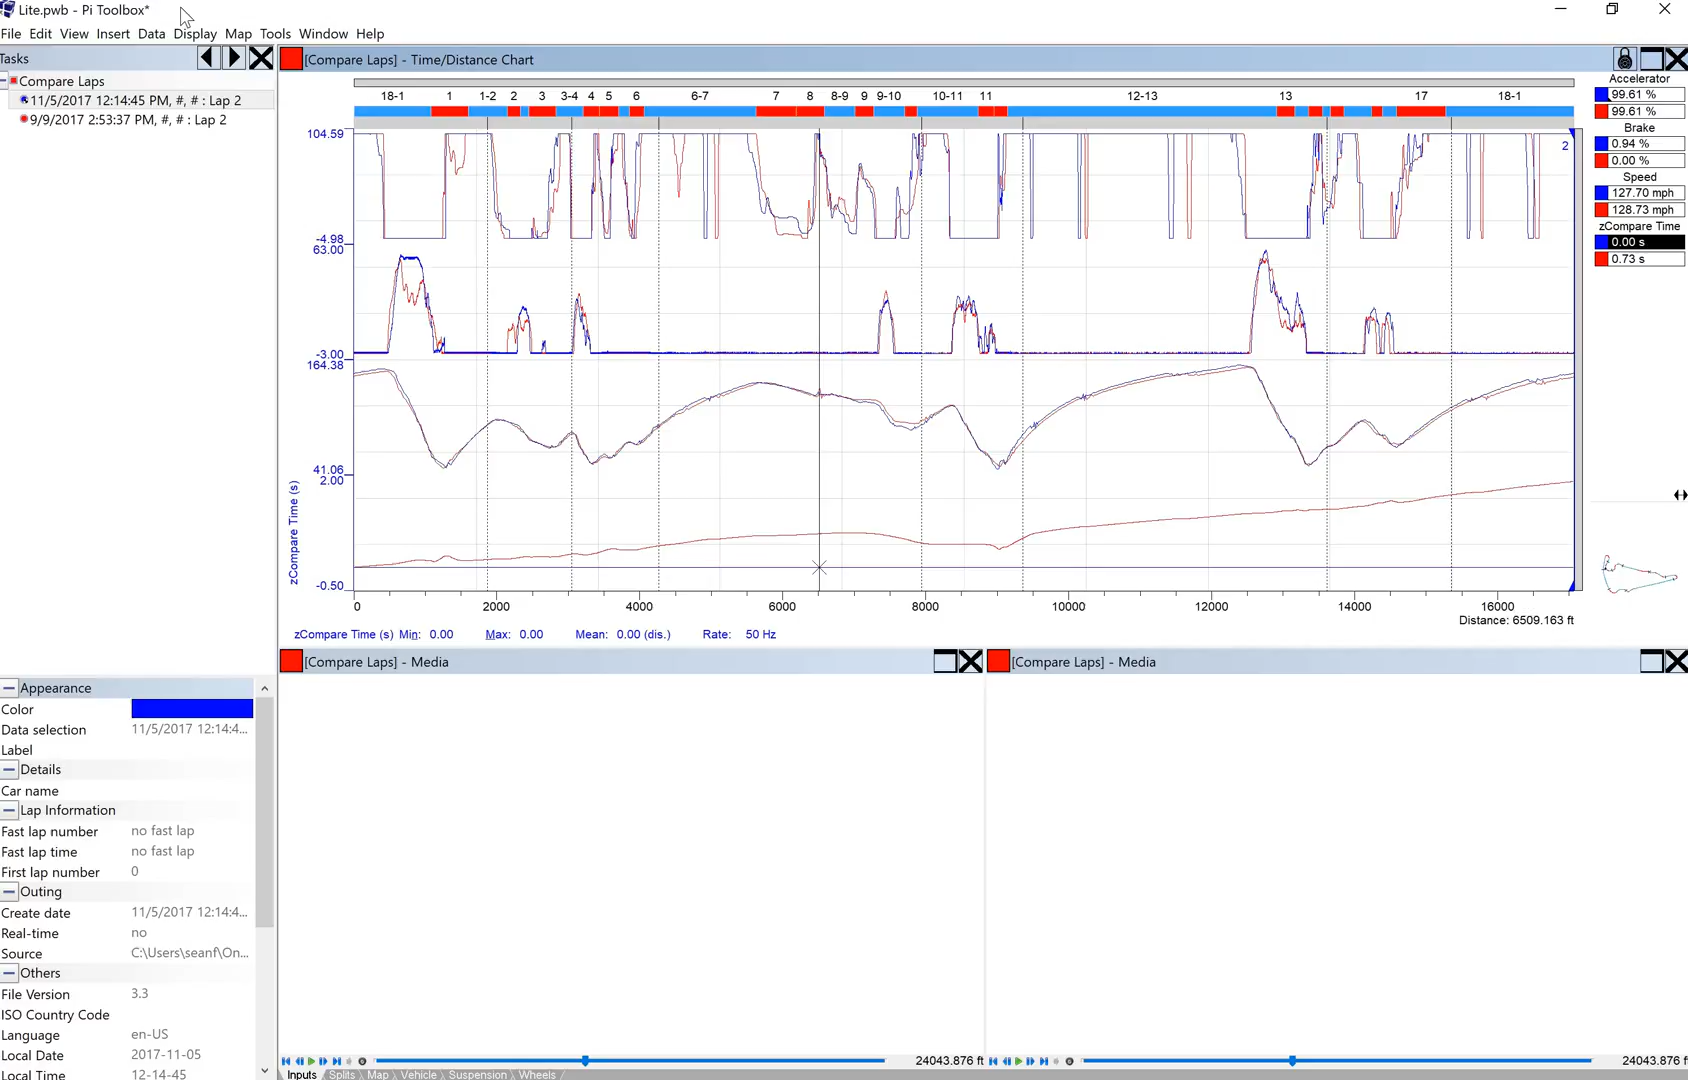 Lite.pwb - Pi Toolbox*
File Edit View Insert Data Display Map Tools Window Help
Tasks
Compare Laps
11/5/2017 12:14:45 PM, #, # : Lap 2
9/9/2017 2:53:37 PM, #, # : Lap 2
[Compare Laps] - Time/Distance Chart
18-1 1 1-2 2 3 3-4 4 5 6 6-7 7 8 8-9 9 9-10 10-11 11 12-13 13 17 18-1
104.59
2
-4.98
63.00
-3.00
164.38
41.06
2.00
zCompare Time (s)
-0.50
0 2000 4000 6000 8000 10000 12000 14000 16000
Distance: 6509.163 ft
zCompare Time (s) Min: 0.00 Max: 0.00 Mean: 0.00 (dis.) Rate: 50 Hz
Accelerator
99.61 %
99.61 %
Brake
0.94 %
0.00 %
Speed
127.70 mph
128.73 mph
zCompare Time
0.00 s
0.73 s
Appearance
Color
Data selection 11/5/2017 12:14:4...
Label
Details
Car name
Lap Information
Fast lap number no fast lap
Fast lap time no fast lap
First lap number 0
Outing
Create date 11/5/2017 12:14:4...
Real-time no
Source C:\Users\seanf\On...
Others
File Version 3.3
ISO Country Code
Language en-US
Local Date 2017-11-05
Local Time 12-14-45
[Compare Laps] - Media
24043.876 ft
[Compare Laps] - Media
24043.876 ft
Inputs Splits Map Vehicle Suspension Wheels